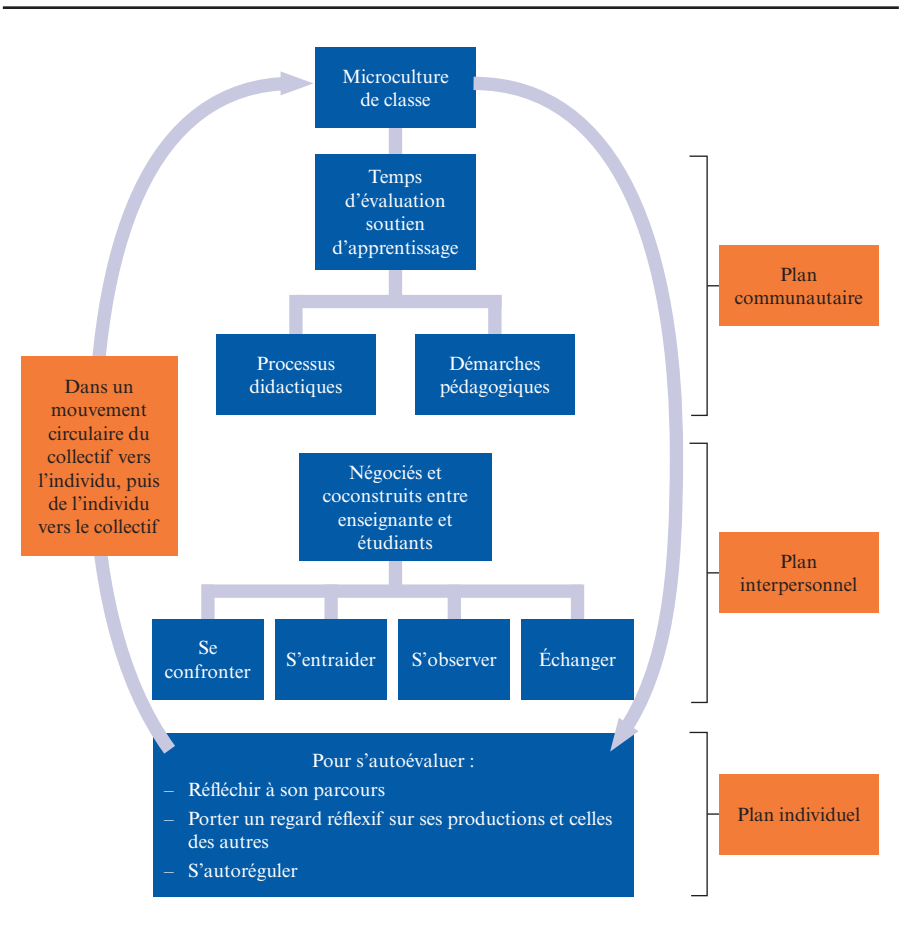 Microculture
de classe
Temps
d’évaluation
soutien
d’apprentissage
Plan
communautaire
Processus
didactiques
Démarches
pédagogiques
Dans un
mouvement
circulaire du
collectif vers
l’individu, puis
de l’individu
vers le collectif
Négociés et
coconstruits entre
enseignante et
étudiants
Plan
interpersonnel
Se
confronter
S’entraider
S’observer
Échanger
Pour s’autoévaluer :
– Réfléchir à son parcours
– Porter un regard réflexif sur ses productions et celles
des autres
– S’autoréguler
Plan individuel